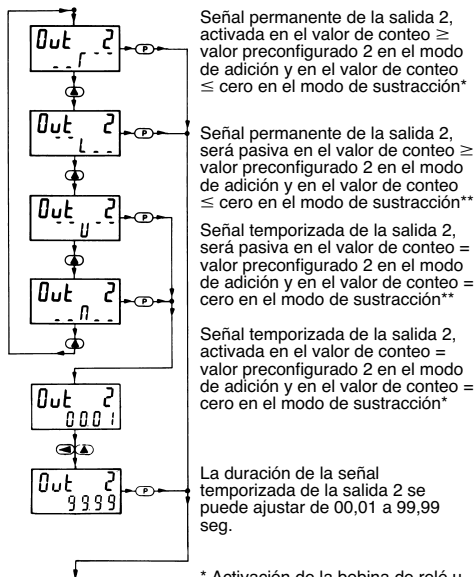 Out 2
_ _ ┌
P
Señal permanente de la salida 2,
activada en el valor de conteo ≥
valor preconfigurado 2 en el modo
de adición y en el valor de conteo
≤ cero en el modo de sustracción*
Out 2
L _ _
P
Señal permanente de la salida 2,
será pasiva en el valor de conteo ≥
valor preconfigurado 2 en el modo
de adición y en el valor de conteo
≤ cero en el modo de sustracción**
Out 2
U
P
Señal temporizada de la salida 2,
será pasiva en el valor de conteo =
valor preconfigurado 2 en el modo
de adición y en el valor de conteo =
cero en el modo de sustracción**
Out 2
_ _ n _ _
P
Señal temporizada de la salida 2,
activada en el valor de conteo =
valor preconfigurado 2 en el modo
de adición y en el valor de conteo =
cero en el modo de sustracción*
Out 2
00.0 1
Out 2
99.99
P
La duración de la señal
temporizada de la salida 2 se
puede ajustar de 00,01 a 99,99
seg.
* Activación de la bobina de relé u